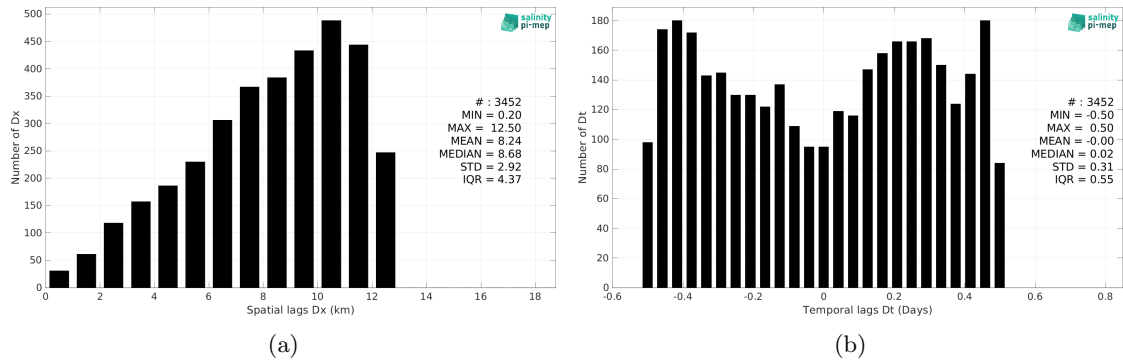 500
450
400
350
300
250
200
150
100
50
0
Number of Dx
0 2 4 6 8 10 12 14 16 18
Spatial lags Dx (km)
salinity
pi-mep
# : 3452
MIN = 0.20
MAX = 12.50
MEAN = 8.24
MEDIAN = 8.68
STD = 2.92
IQR = 4.37
(a)
180
160
140
120
100
80
60
40
20
0
Number of Dt
-0.6 -0.4 -0.2 0 0.2 0.4 0.6 0.8
Temporal lags Dt (Days)
salinity
pi-mep
# : 3452
MIN = -0.50
MAX = 0.50
MEAN = -0.00
MEDIAN = 0.02
STD = 0.31
IQR = 0.55
(b)